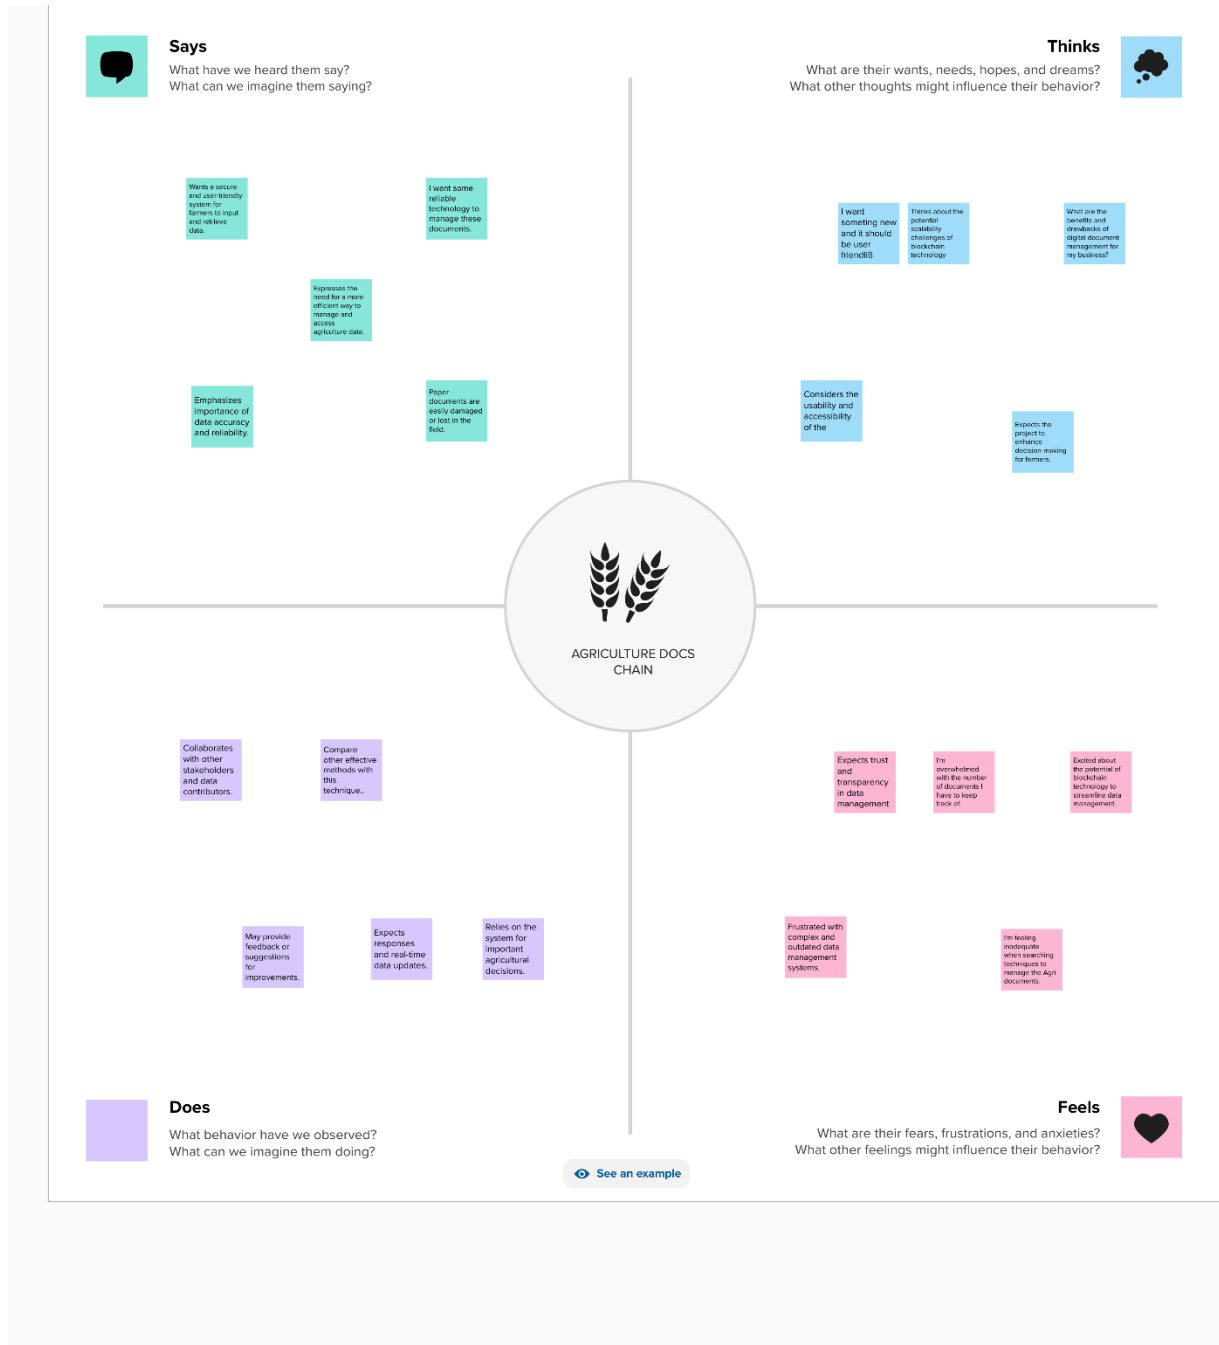 Says
What have we heard them say?
What can we imagine them saying?
Thinks
What are their wants, needs, hopes, and dreams?
What other thoughts might influence their behavior?
Wants a secure
and user-friendly
system for
farmers to input
and retrieve
data.
I want some
reliable
technology to
manage these
documents.
Expresses the
need for a more
efficient way to
manage and
access
agriculture data.
Emphasizes
importance of
data accuracy
and reliability.
Paper
documents are
easily damaged
or lost in the
field.
I want
someting new
and it should
be user
friendliB
Thinks about the
potential
scalability
challenges of
blockchain
technology
What are the
benefits and
drawbacks of
digital document
management for
my business?
Considers the
usability and
accessibility
of the
Expects the
project to
enhance
decision-making
for farmers.
AGRICULTURE DOCS
CHAIN
Collaborates
with other
stakeholders
and data
contributors.
Compare
other effective
methods with
this
technique..
May provide
feedback or
suggestions
for
improvements.
Expects
responses
and real-time
data updates.
Relies on the
system for
important
agricultural
decisions.
Expects trust
and
transparency
in data
management
I'm
overwhelmed
with the number
of documents I
have to keep
track of.
Excited about
the potential of
blockchain
technology to
streamline data
management.
Frustrated with
complex and
outdated data
management
systems.
I'm feeling
inadequate
when searching
techniques to
manage the Agri
documents.
Does
What behavior have we observed?
What can we imagine them doing?
Feels
What are their fears, frustrations, and anxieties?
What other feelings might influence their behavior?
See an example